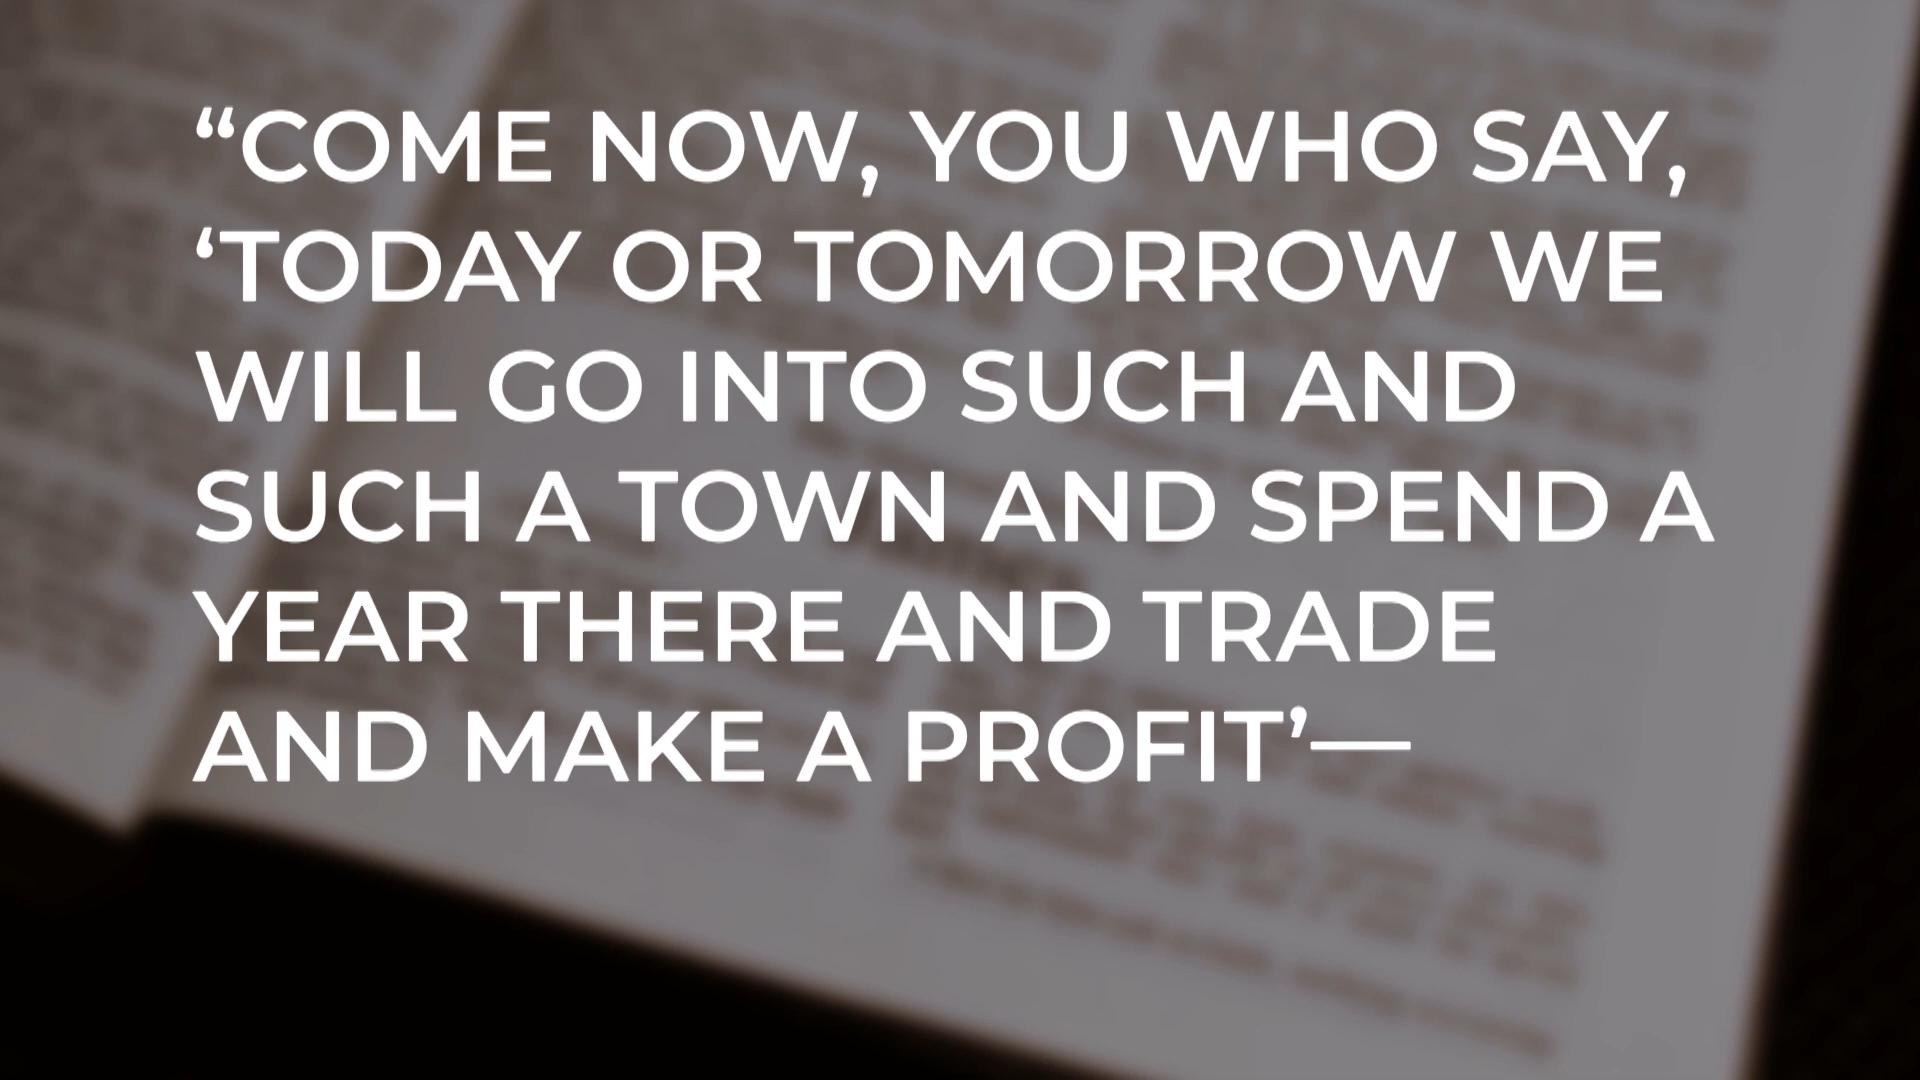 “COME NOW, YOU WHO SAY,
‘TODAY OR TOMORROW WE
WILL GO INTO SUCH AND
SUCH A TOWN AND SPEND A
YEAR THERE AND TRADE
AND MAKE A PROFIT’—